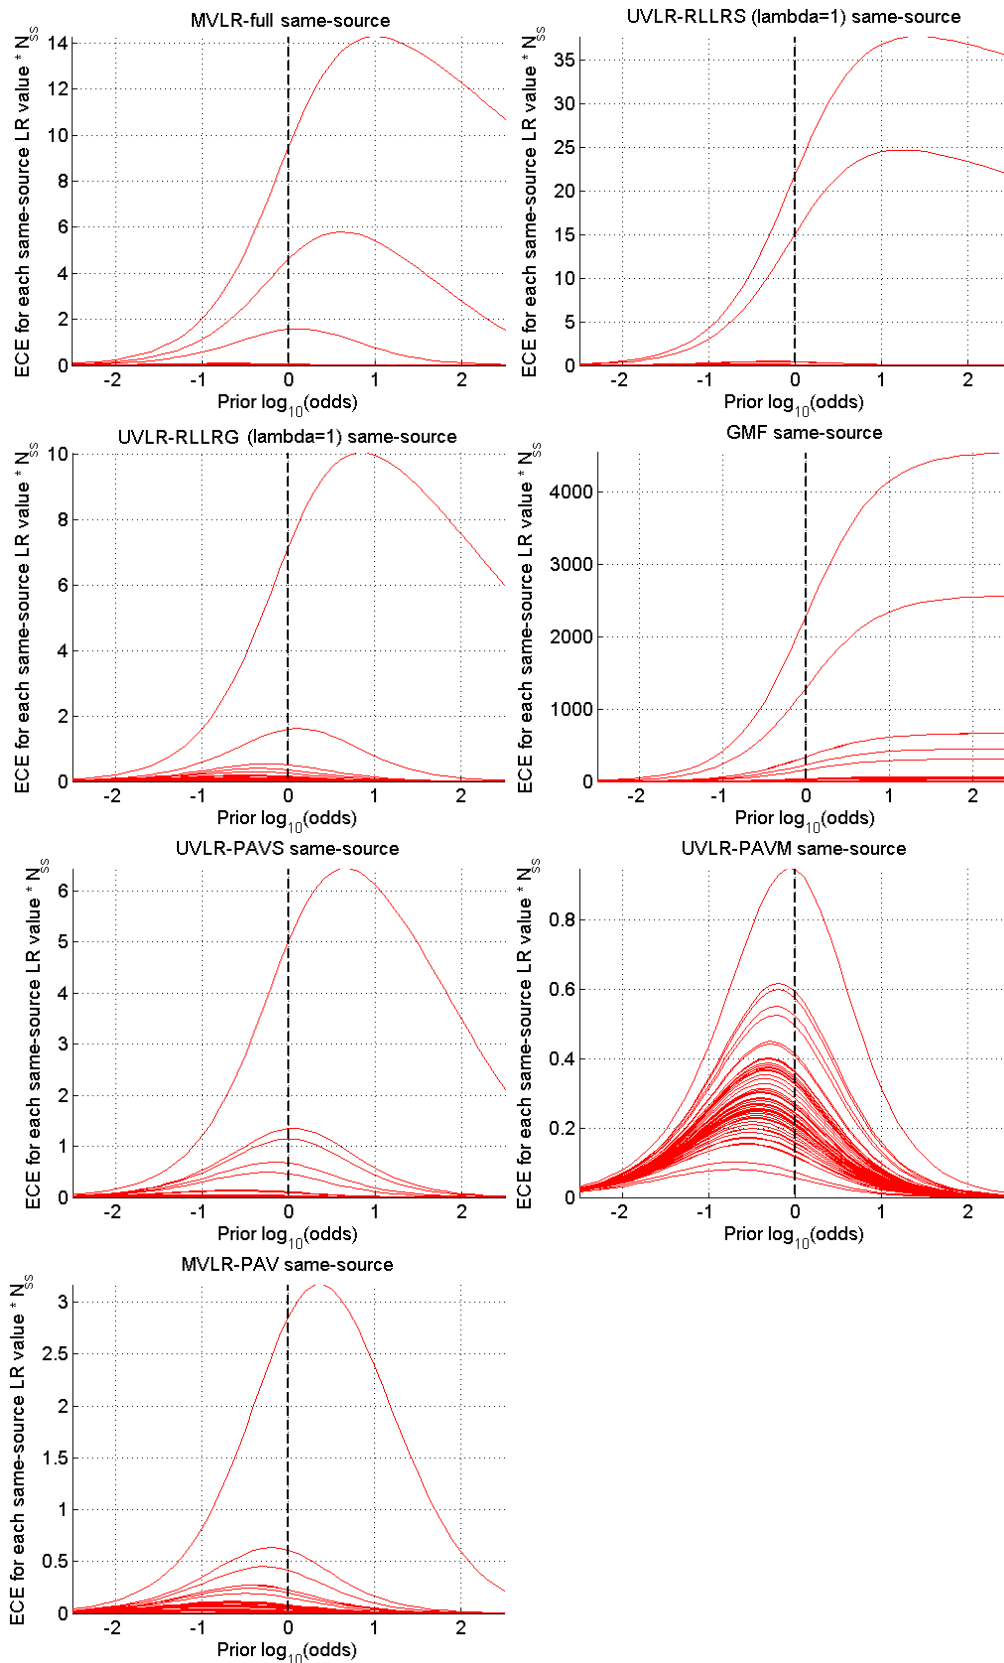 MVLR-full same-source
ECE for each same-source LR value * N_ss
14
12
10
8
6
4
2
0
-2 -1 0 1 2
Prior log_10(odds)
UVLR-RLLRS (lambda=1) same-source
ECE for each same-source LR value * N_ss
35
30
25
20
15
10
5
0
-2 -1 0 1 2
Prior log_10(odds)
UVLR-RLLRG (lambda=1) same-source
ECE for each same-source LR value * N_ss
10
8
6
4
2
0
-2 -1 0 1 2
Prior log_10(odds)
GMF same-source
ECE for each same-source LR value * N_ss
4000
3000
2000
1000
0
-2 -1 0 1 2
Prior log_10(odds)
UVLR-PAVS same-source
ECE for each same-source LR value * N_ss
6
5
4
3
2
1
0
-2 -1 0 1 2
Prior log_10(odds)
UVLR-PAVM same-source
ECE for each same-source LR value * N_ss
0.8
0.6
0.4
0.2
0
-2 -1 0 1 2
Prior log_10(odds)
MVLR-PAV same-source
ECE for each same-source LR value * N_ss
3
2.5
2
1.5
1
0.5
0
-2 -1 0 1 2
Prior log_10(odds)